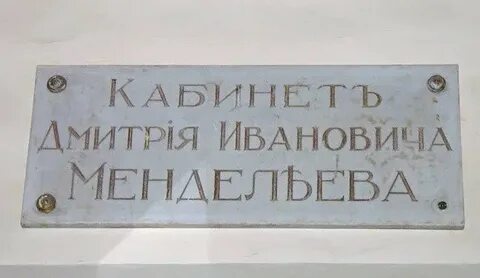 Кабинетъ
Дмитрія Ивановича
Менделѣева